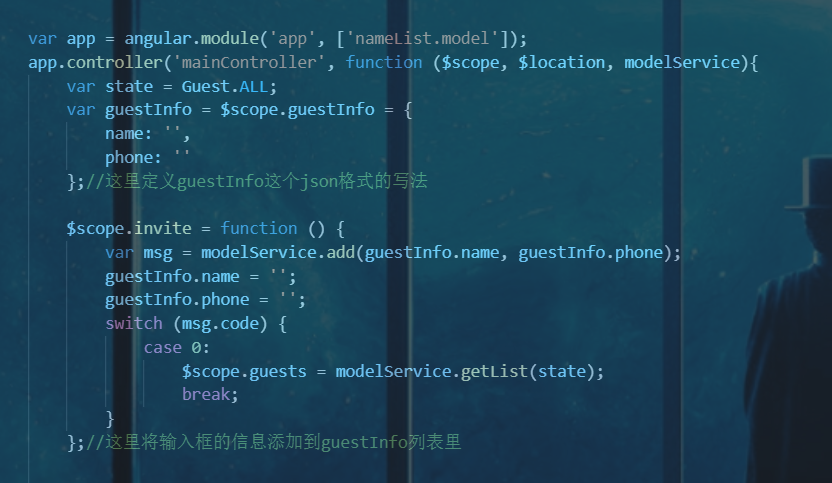 var app = angular.module('app', ['nameList.model']);
app.controller('mainController', function ($scope, $location, modelService){
var state = Guest.ALL;
var guestInfo = $scope.guestInfo = {
name: '',
phone: ''
};//这里定义guestInfo这个json格式的写法
$scope.invite = function () {
var msg = modelService.add(guestInfo.name, guestInfo.phone);
guestInfo.name = '';
guestInfo.phone = '';
switch (msg.code) {
case 0:
$scope.guests = modelService.getList(state);
break;
}
};//这里将输入框的信息添加到guestInfo列表里